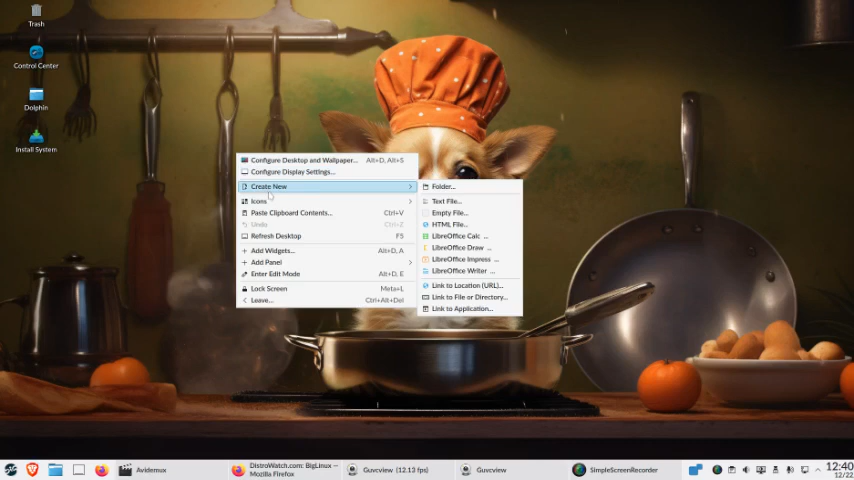 Trash
Control Center
Dolphin
Install System
Configure Desktop and Wallpaper... Alt+D, Alt+S
Configure Display Settings...
Create New
Icons
Paste Clipboard Contents... Ctrl+V
Undo Ctrl+Z
Refresh Desktop F5
Add Widgets... Alt+D, A
Add Panel
Enter Edit Mode Alt+D, E
Lock Screen Meta+L
Leave... Ctrl+Alt+Del
Folder...
Text File...
Empty File...
HTML File...
LibreOffice Calc ...
LibreOffice Draw ...
LibreOffice Impress ...
LibreOffice Writer ...
Link to Location (URL)...
Link to File or Directory...
Link to Application...
Avidemux
DistroWatch.com: BigLinux —
Mozilla Firefox
Guvcview (12.13 fps)
Guvcview
SimpleScreenRecorder
12:40
12/22